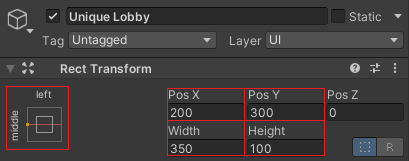 Unique Lobby
Static
Tag Untagged Layer UI
Rect Transform
left
middle
Pos X Pos Y Pos Z
200 300 0
Width Height
350 100
R